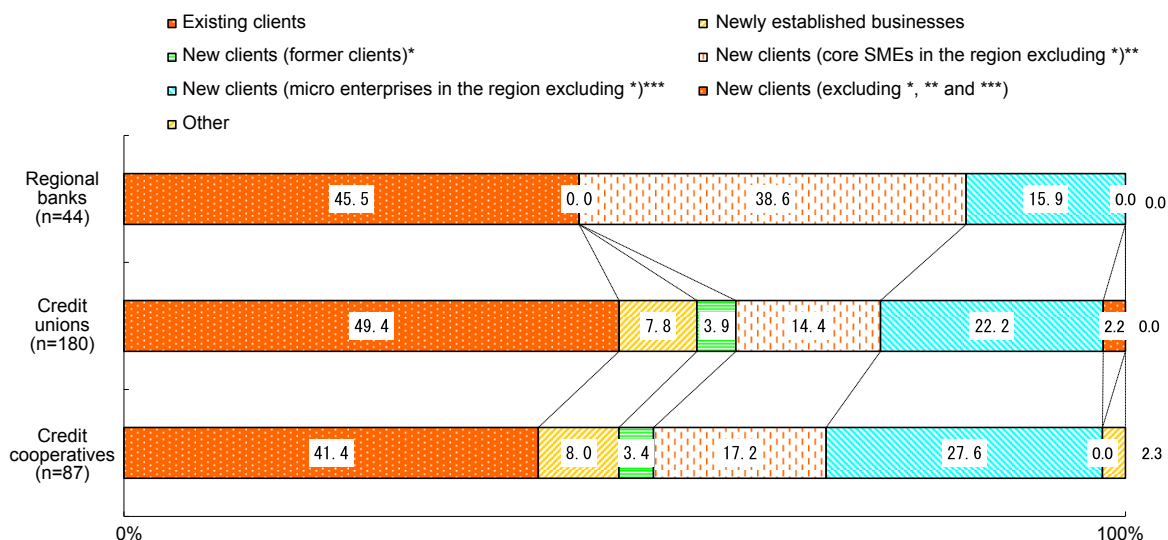 Existing clients
Newly established businesses
New clients (former clients)*
New clients (core SMEs in the region excluding *)**
New clients (micro enterprises in the region excluding *)***
New clients (excluding *, ** and ***)
Other
Regional
banks
(n=44)
45.5
0.0
38.6
15.9
0.0
0.0
Credit
unions
(n=180)
49.4
7.8
3.9
14.4
22.2
2.2
0.0
Credit
cooperatives
(n=87)
41.4
8.0
3.4
17.2
27.6
0.0
2.3
0%
100%